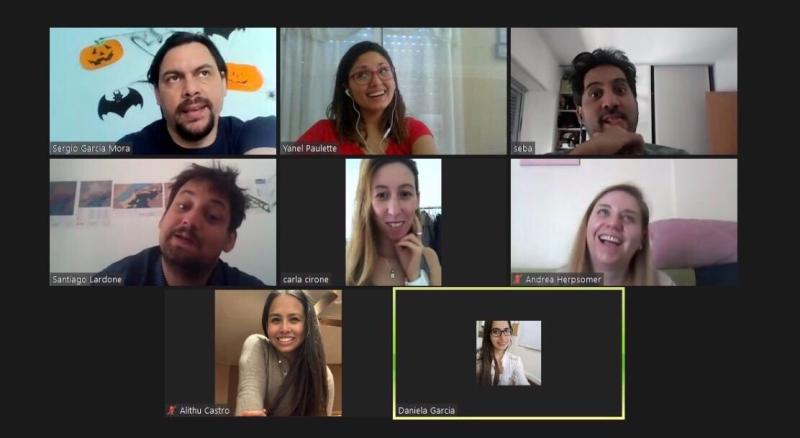 Sergio Garcia Mora
Yanel Paulette
seba
Santiago Lardone
carla cirone
Andrea Herpsomer
Alithu Castro
Daniela Garcia